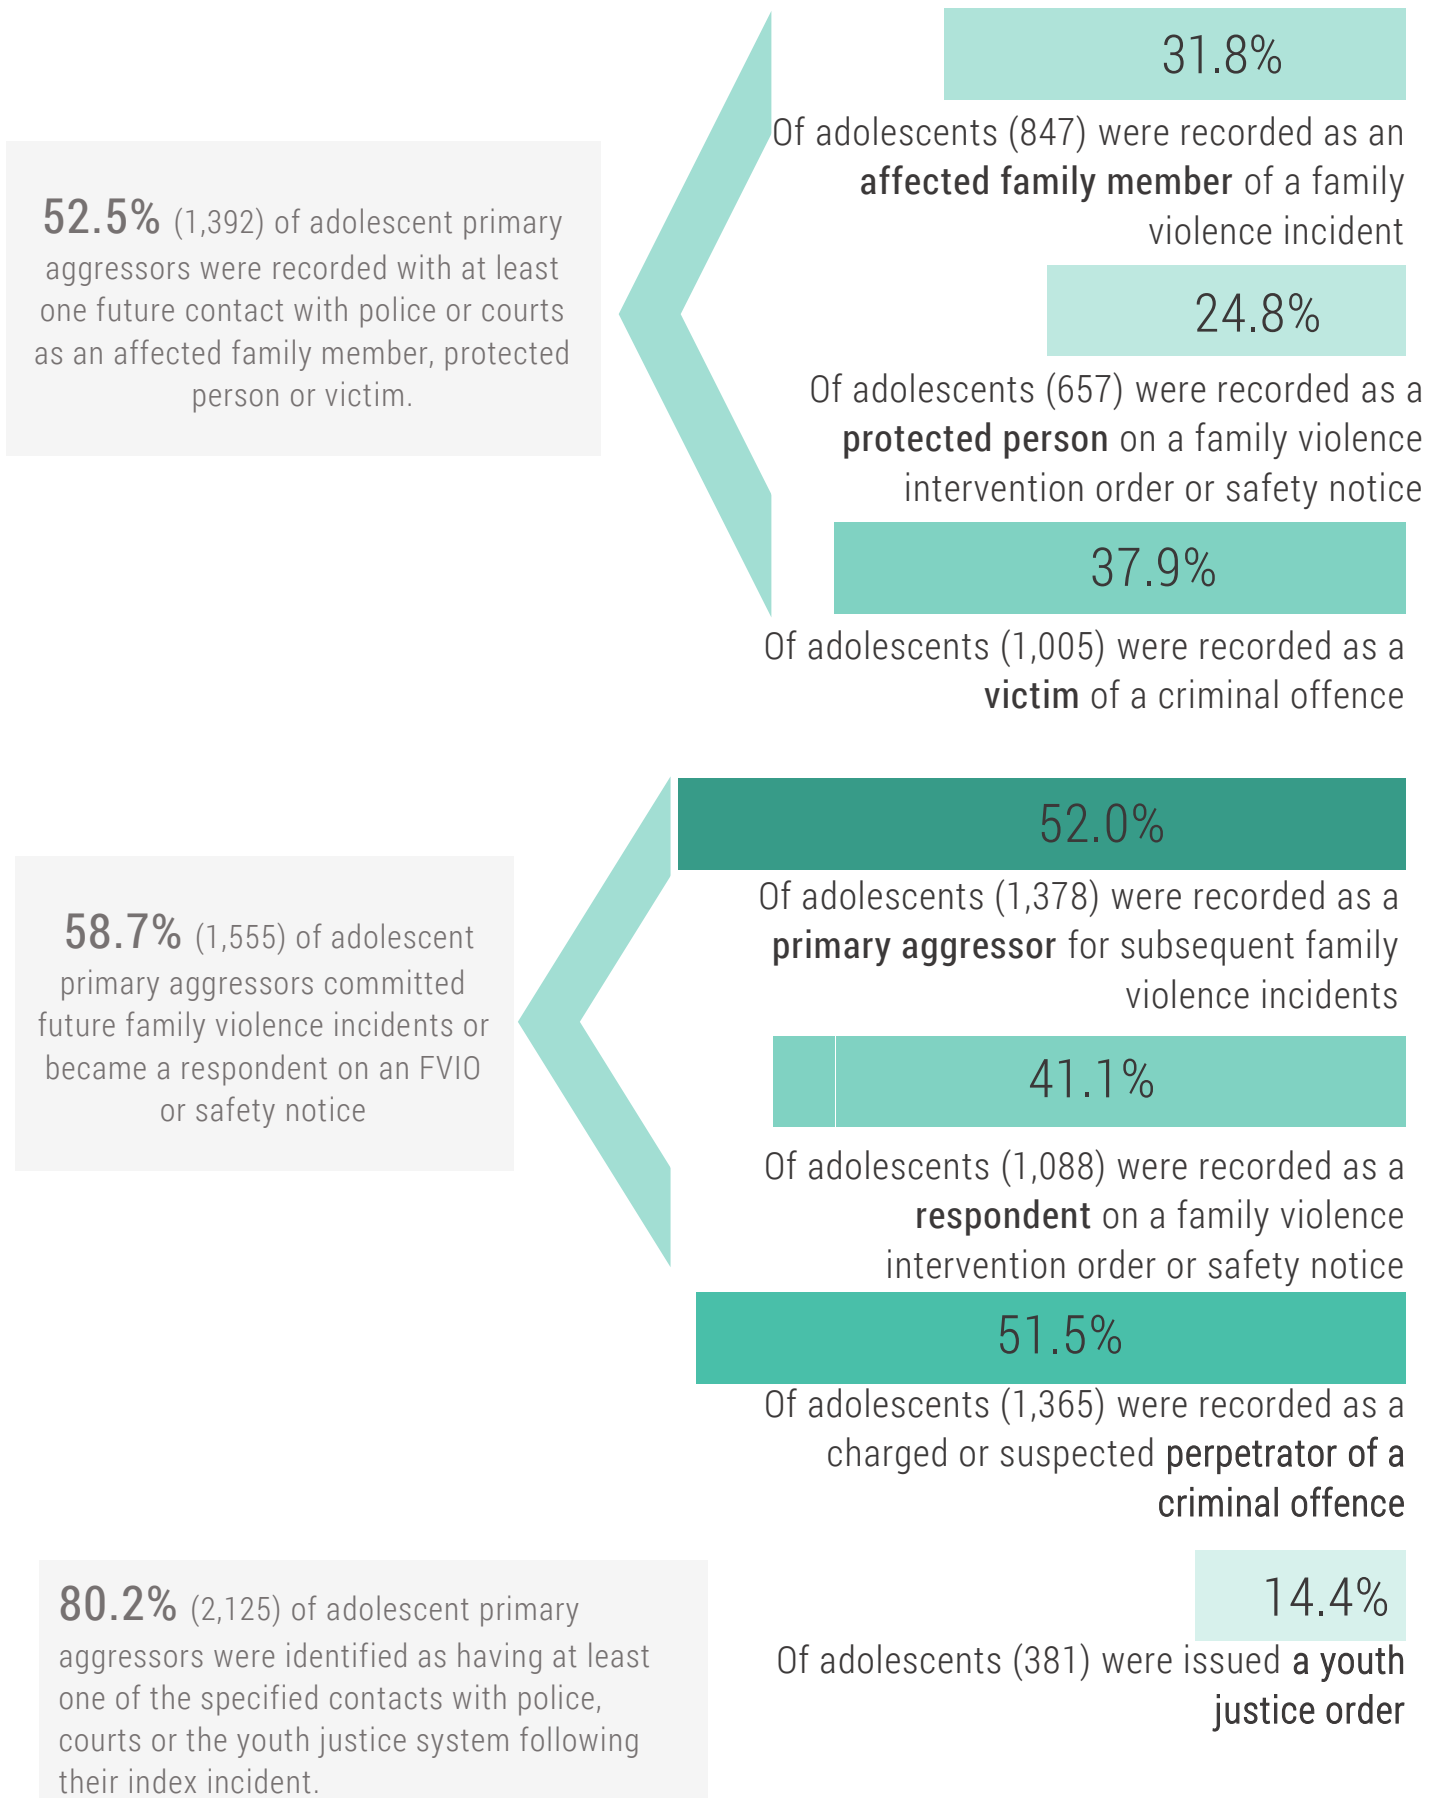 52.5% (1,392) of adolescent primary
aggressors were recorded with at least
one future contact with police or courts
as an affected family member, protected
person or victim.
31.8%
Of adolescents (847) were recorded as an
affected family member of a family
violence incident
24.8%
Of adolescents (657) were recorded as a
protected person on a family violence
intervention order or safety notice
37.9%
Of adolescents (1,005) were recorded as a
victim of a criminal offence
58.7% (1,555) of adolescent
primary aggressors committed
future family violence incidents or
became a respondent on an FVIO
or safety notice
52.0%
Of adolescents (1,378) were recorded as a
primary aggressor for subsequent family
violence incidents
41.1%
Of adolescents (1,088) were recorded as a
respondent on a family violence
intervention order or safety notice
51.5%
Of adolescents (1,365) were recorded as a
charged or suspected perpetrator of a
criminal offence
14.4%
Of adolescents (381) were issued a youth
justice order
80.2% (2,125) of adolescent primary
aggressors were identified as having at least
one of the specified contacts with police,
courts or the youth justice system following
their index incident.